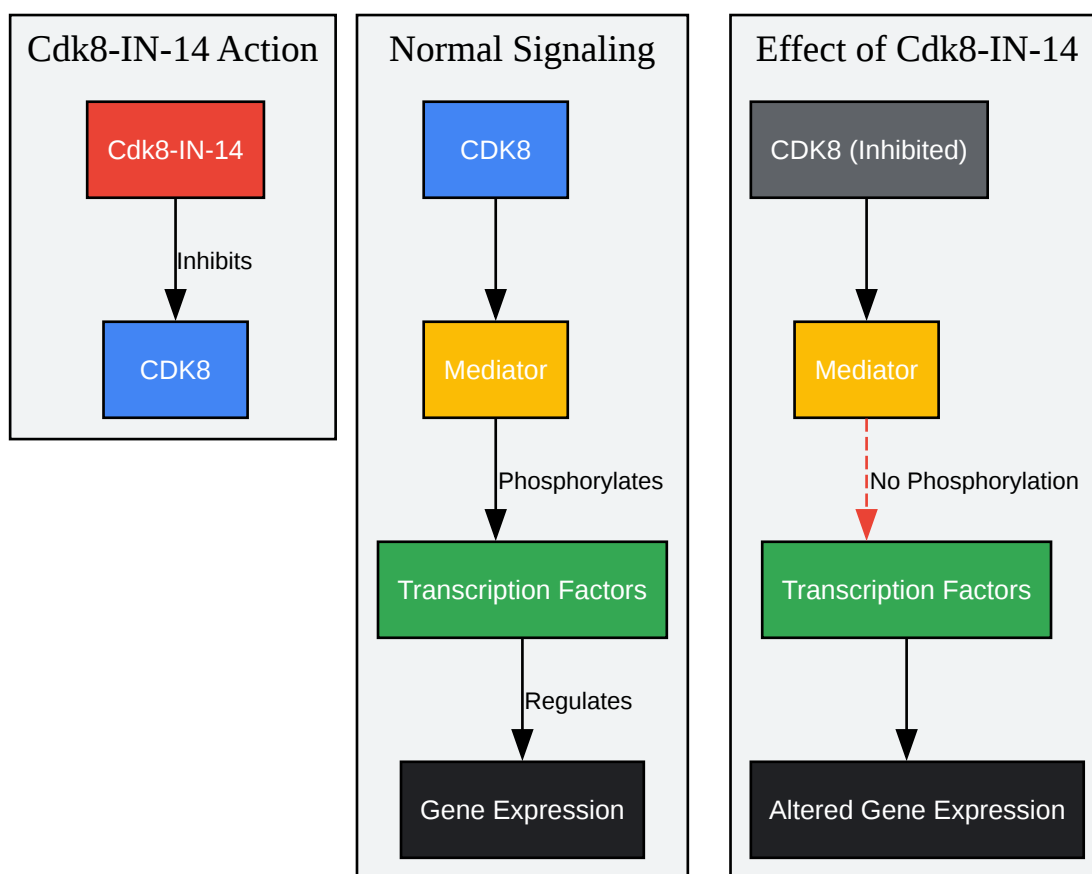 Cdk8-IN-14 Action
Cdk8-IN-14
Inhibits
CDK8
Normal Signaling
CDK8
Mediator
Phosphorylates
Transcription Factors
Regulates
Gene Expression
Effect of Cdk8-IN-14
CDK8 (Inhibited)
Mediator
No Phosphorylation
Transcription Factors
Altered Gene Expression